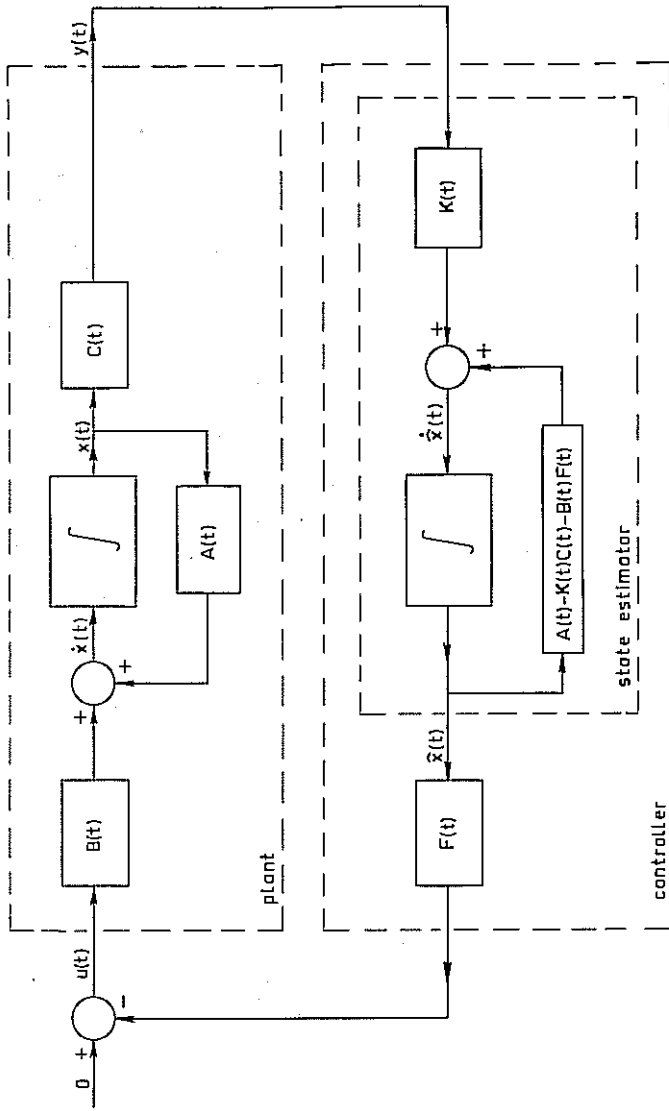 0
+
-
u(t)
B(t)
+
+
ẋ(t)
∫
x(t)
A(t)
C(t)
y(t)
plant
K(t)
+
+
x̂̇(t)
∫
A(t)-K(t)C(t)-B(t)F(t)
state estimator
x̂(t)
F(t)
controller